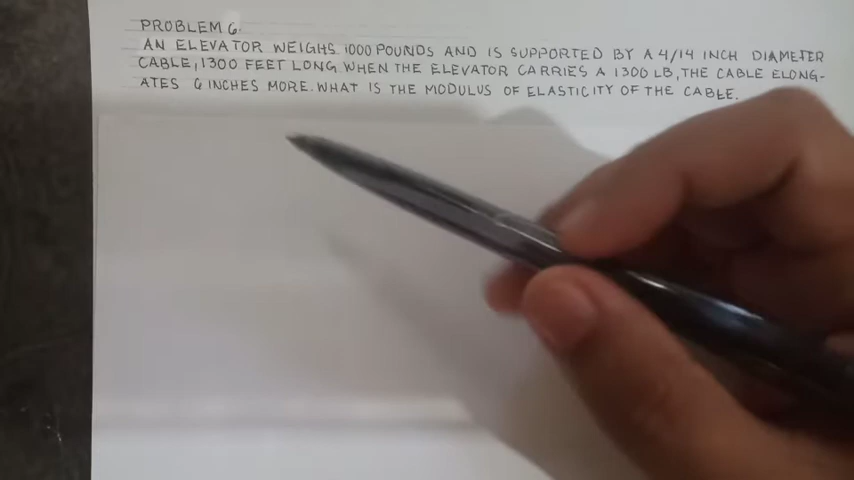 PROBLEM 6.
AN ELEVATOR WEIGHS 1000 POUNDS AND IS SUPPORTED BY A 4/14 INCH DIAMETER
CABLE, 1300 FEET LONG. WHEN THE ELEVATOR CARRIES A 1300 LB, THE CABLE ELONG-
ATES 6 INCHES MORE. WHAT IS THE MODULUS OF ELASTICITY OF THE CABLE.